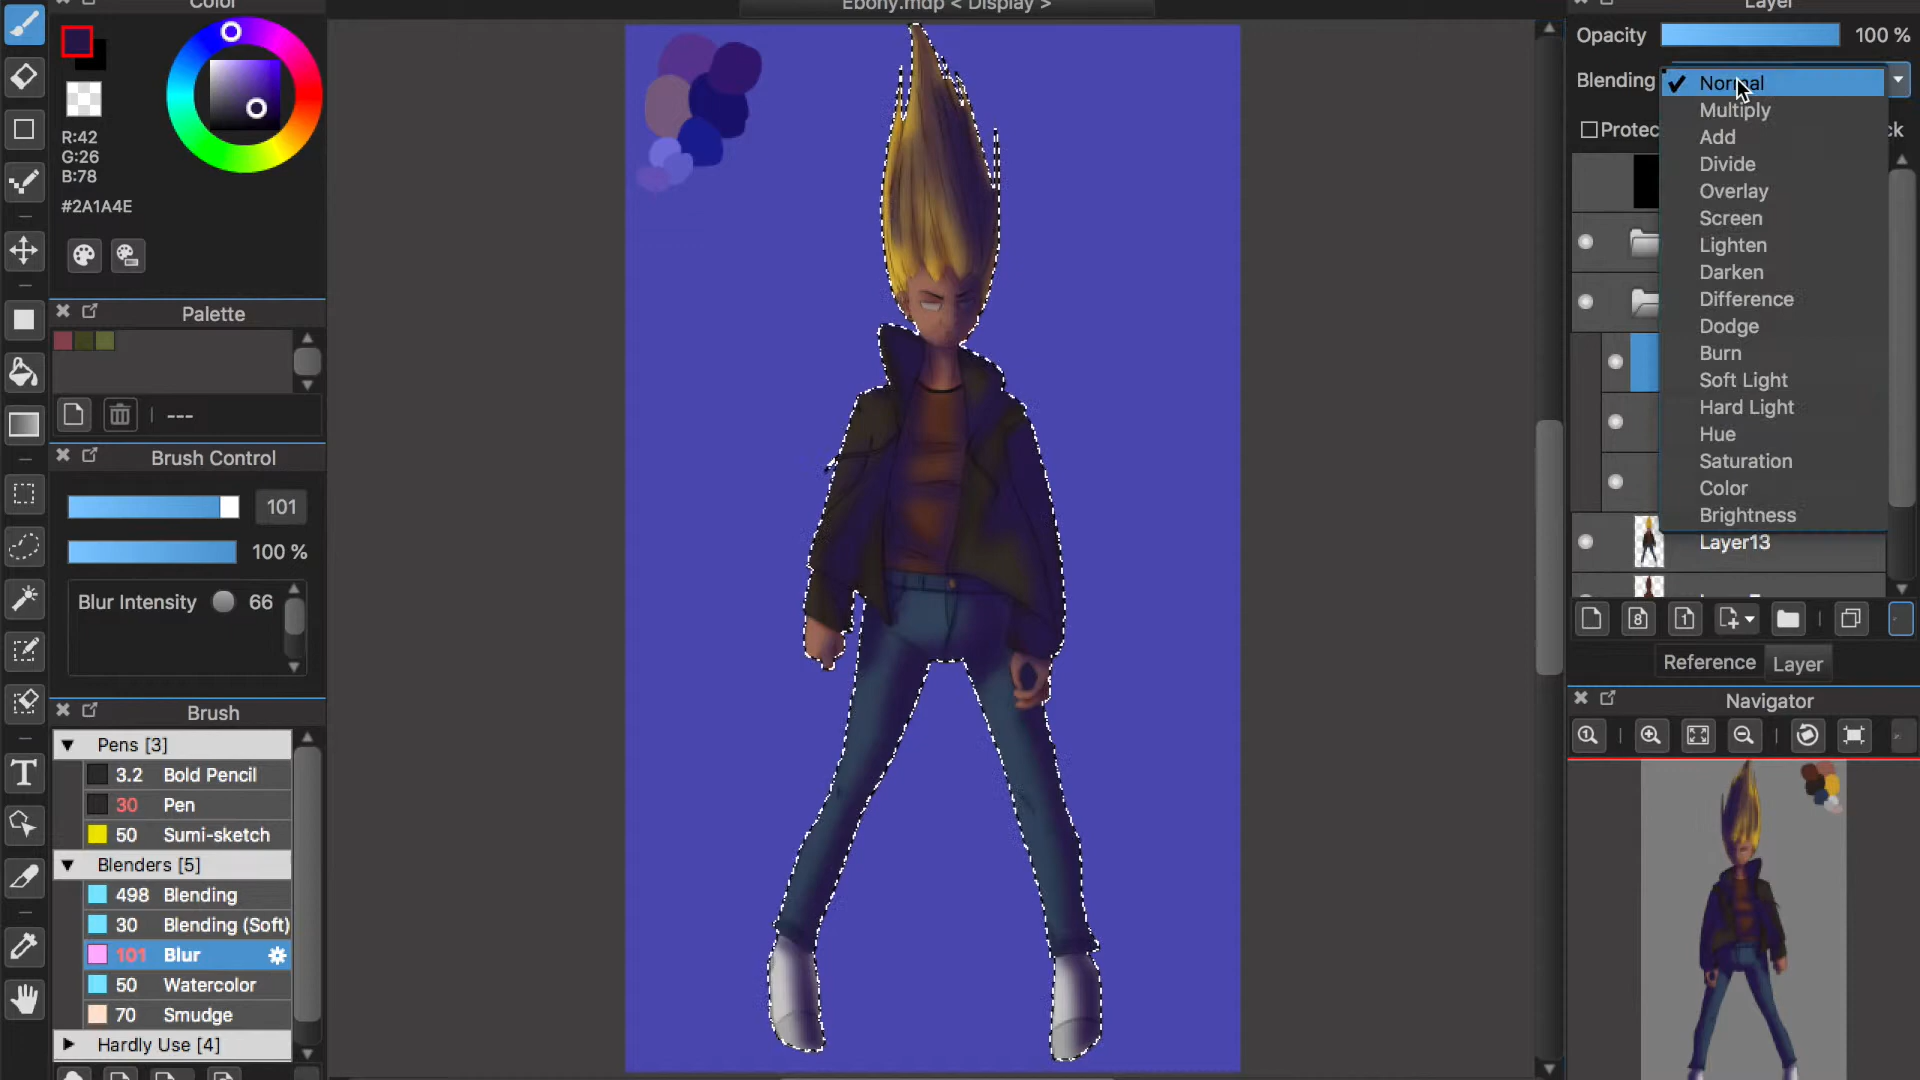 Color
R:42
G:26
B:78
#2A1A4E
Palette
---
Brush Control
101
100 %
Blur Intensity 66
Brush
Pens [3]
3.2 Bold Pencil
30 Pen
50 Sumi-sketch
Blenders [5]
498 Blending
30 Blending (Soft)
101 Blur
50 Watercolor
70 Smudge
Hardly Use [4]
Ebony.mdp < Display >
Layer
Opacity 100 %
Blending
Normal
Multiply
Add
Divide
Overlay
Screen
Lighten
Darken
Difference
Dodge
Burn
Soft Light
Hard Light
Hue
Saturation
Color
Brightness
Layer13
8
1
Reference Layer
Navigator